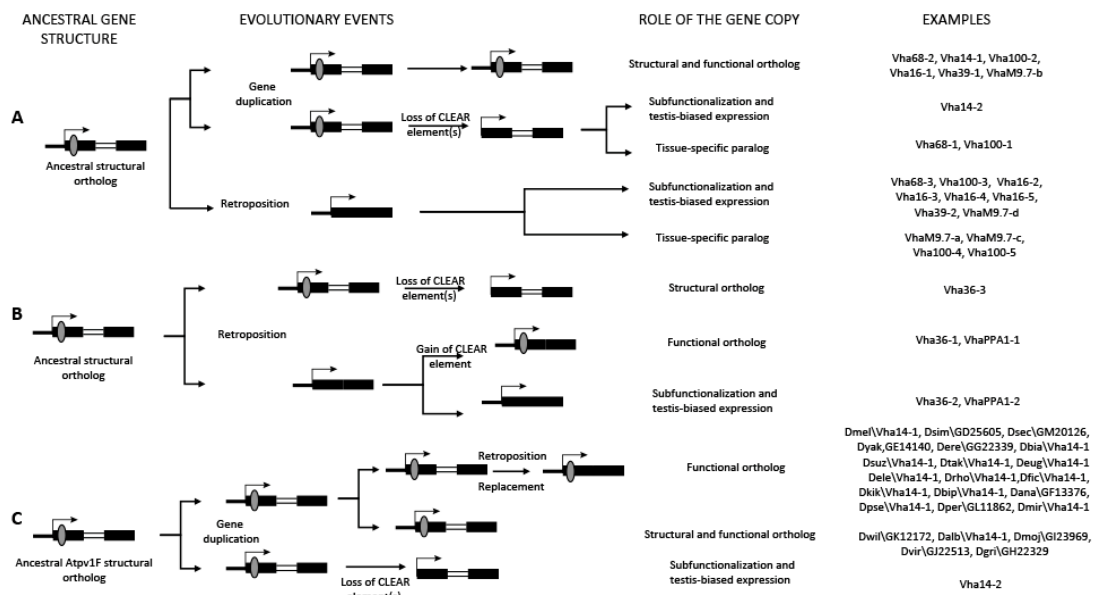 ANCESTRAL GENE
STRUCTURE
EVOLUTIONARY EVENTS
ROLE OF THE GENE COPY
EXAMPLES
A
Ancestral structural
ortholog
Gene
duplication
Structural and functional ortholog
Vha68-2, Vha14-1, Vha100-2,
Vha16-1, Vha39-1, VhaM9.7-b
Loss of CLEAR
element(s)
Subfunctionalization and
testis-biased expression
Vha14-2
Tissue-specific paralog
Vha68-1, Vha100-1
Retroposition
Subfunctionalization and
testis-biased expression
Vha68-3, Vha100-3, Vha16-2,
Vha16-3, Vha16-4, Vha16-5,
Vha39-2, VhaM9.7-d
Tissue-specific paralog
VhaM9.7-a, VhaM9.7-c,
Vha100-4, Vha100-5
B
Ancestral structural
ortholog
Retroposition
Loss of CLEAR
element(s)
Structural ortholog
Vha36-3
Gain of CLEAR
element
Functional ortholog
Vha36-1, VhaPPA1-1
Subfunctionalization and
testis-biased expression
Vha36-2, VhaPPA1-2
C
Ancestral Atpv1F structural
ortholog
Gene
duplication
Retroposition
Replacement
Functional ortholog
Dmel\Vha14-1, Dsim\GD25605, Dsec\GM20126,
Dyak,GE14140, Dere\GG22339, Dbia\Vha14-1
Dsuz\Vha14-1, Dtak\Vha14-1, Deug\Vha14-1
Dele\Vha14-1, Drho\Vha14-1,Dfic\Vha14-1,
Dkik\Vha14-1, Dbip\Vha14-1, Dana\GF13376,
Dpse\Vha14-1, Dper\GL11862, Dmir\Vha14-1
Structural and functional ortholog
Dwil\GK12172, Dalb\Vha14-1, Dmoj\GI23969,
Dvir\GJ22513, Dgri\GH22329
Loss of CLEAR
element(s)
Subfunctionalization and
testis-biased expression
Vha14-2